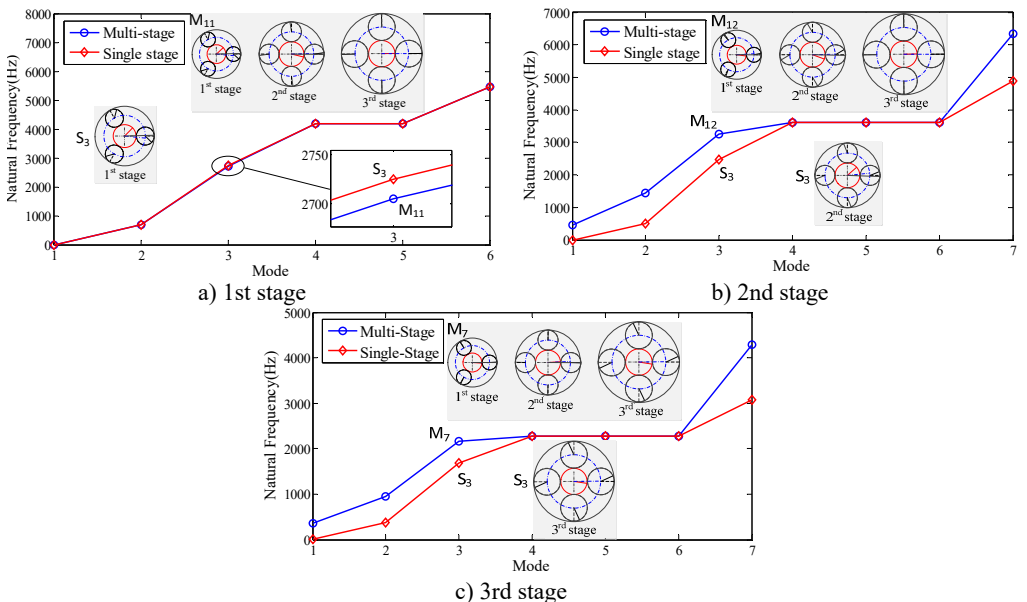 8000
7000
6000
5000
4000
3000
2000
1000
0
Natural Frequency(Hz)
Multi-stage
Single stage
M11
1st stage
2nd stage
3rd stage
S3
1st stage
2750
2700
S3
M11
3
1 2 3 4 5 6
Mode
a) 1st stage
7000
6000
5000
4000
3000
2000
1000
0
Natural Frequency(Hz)
Multi-stage
Single stage
M12
1st stage
2nd stage
3rd stage
M12
S3
S3
2nd stage
1 2 3 4 5 6 7
Mode
b) 2nd stage
5000
4000
3000
2000
1000
0
Natural Frequency(Hz)
Multi-Stage
Single-Stage
M7
1st stage
2nd stage
3rd stage
M7
S3
S3
3rd stage
1 2 3 4 5 6 7
Mode
c) 3rd stage